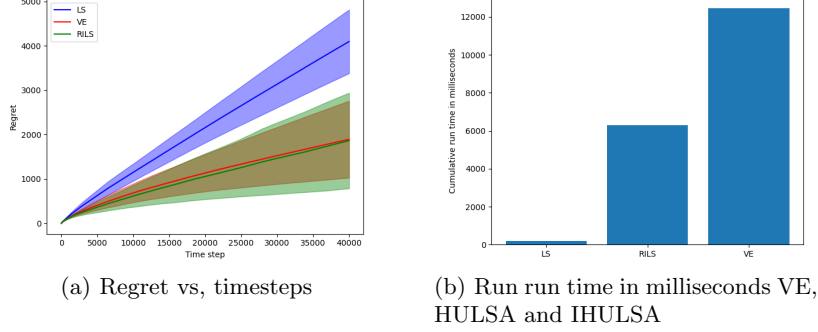 5000
4000
3000
2000
1000
0
Regret
LS
VE
RILS
0 5000 10000 15000 20000 25000 30000 35000 40000
Time step
(a) Regret vs, timesteps
12000
10000
8000
6000
4000
2000
0
Cumulative run time in milliseconds
LS RILS VE
(b) Run run time in milliseconds VE,
HULSA and IHULSA